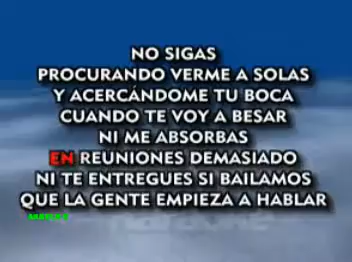 NO SIGAS
PROCURANDO VERME A SOLAS
Y ACERCÁNDOME TU BOCA
CUANDO TE VOY A BESAR
NI ME ABSORBAS
EN REUNIONES DEMASIADO
NI TE ENTREGUES SI BAILAMOS
QUE LA GENTE EMPIEZA A HABLAR